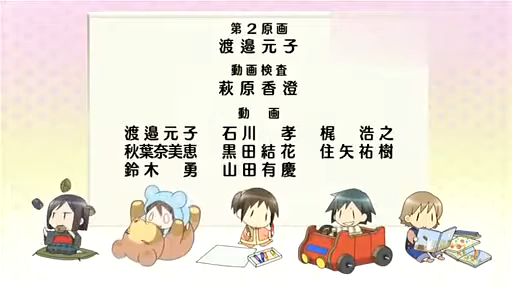 第2原画
渡邉元子
動画検査
萩原香澄
動 画
渡邉元子 石川 孝 梶 浩之
秋葉奈美恵 黒田結花 住矢祐樹
鈴木 勇 山田有慶